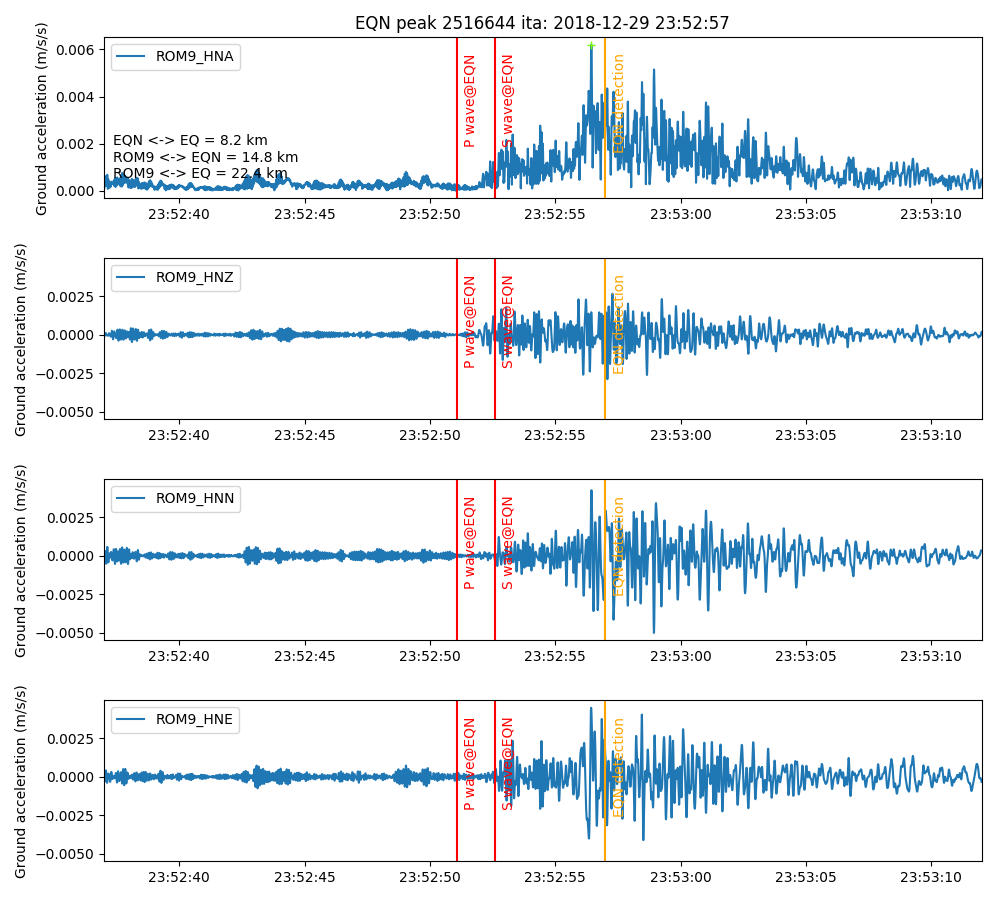 EQN peak 2516644 ita: 2018-12-29 23:52:57
Ground acceleration (m/s/s)
0.006
0.004
0.002
0.000
ROM9_HNA
EQN <-> EQ = 8.2 km
ROM9 <-> EQN = 14.8 km
ROM9 <-> EQ = 22.4 km
P wave@EQN
S wave@EQN
EQN detection
23:52:40 23:52:45 23:52:50 23:52:55 23:53:00 23:53:05 23:53:10
Ground acceleration (m/s/s)
0.0025
0.0000
−0.0025
−0.0050
ROM9_HNZ
P wave@EQN
S wave@EQN
EQN detection
23:52:40 23:52:45 23:52:50 23:52:55 23:53:00 23:53:05 23:53:10
Ground acceleration (m/s/s)
0.0025
0.0000
−0.0025
−0.0050
ROM9_HNN
P wave@EQN
S wave@EQN
EQN detection
23:52:40 23:52:45 23:52:50 23:52:55 23:53:00 23:53:05 23:53:10
Ground acceleration (m/s/s)
0.0025
0.0000
−0.0025
−0.0050
ROM9_HNE
P wave@EQN
S wave@EQN
EQN detection
23:52:40 23:52:45 23:52:50 23:52:55 23:53:00 23:53:05 23:53:10